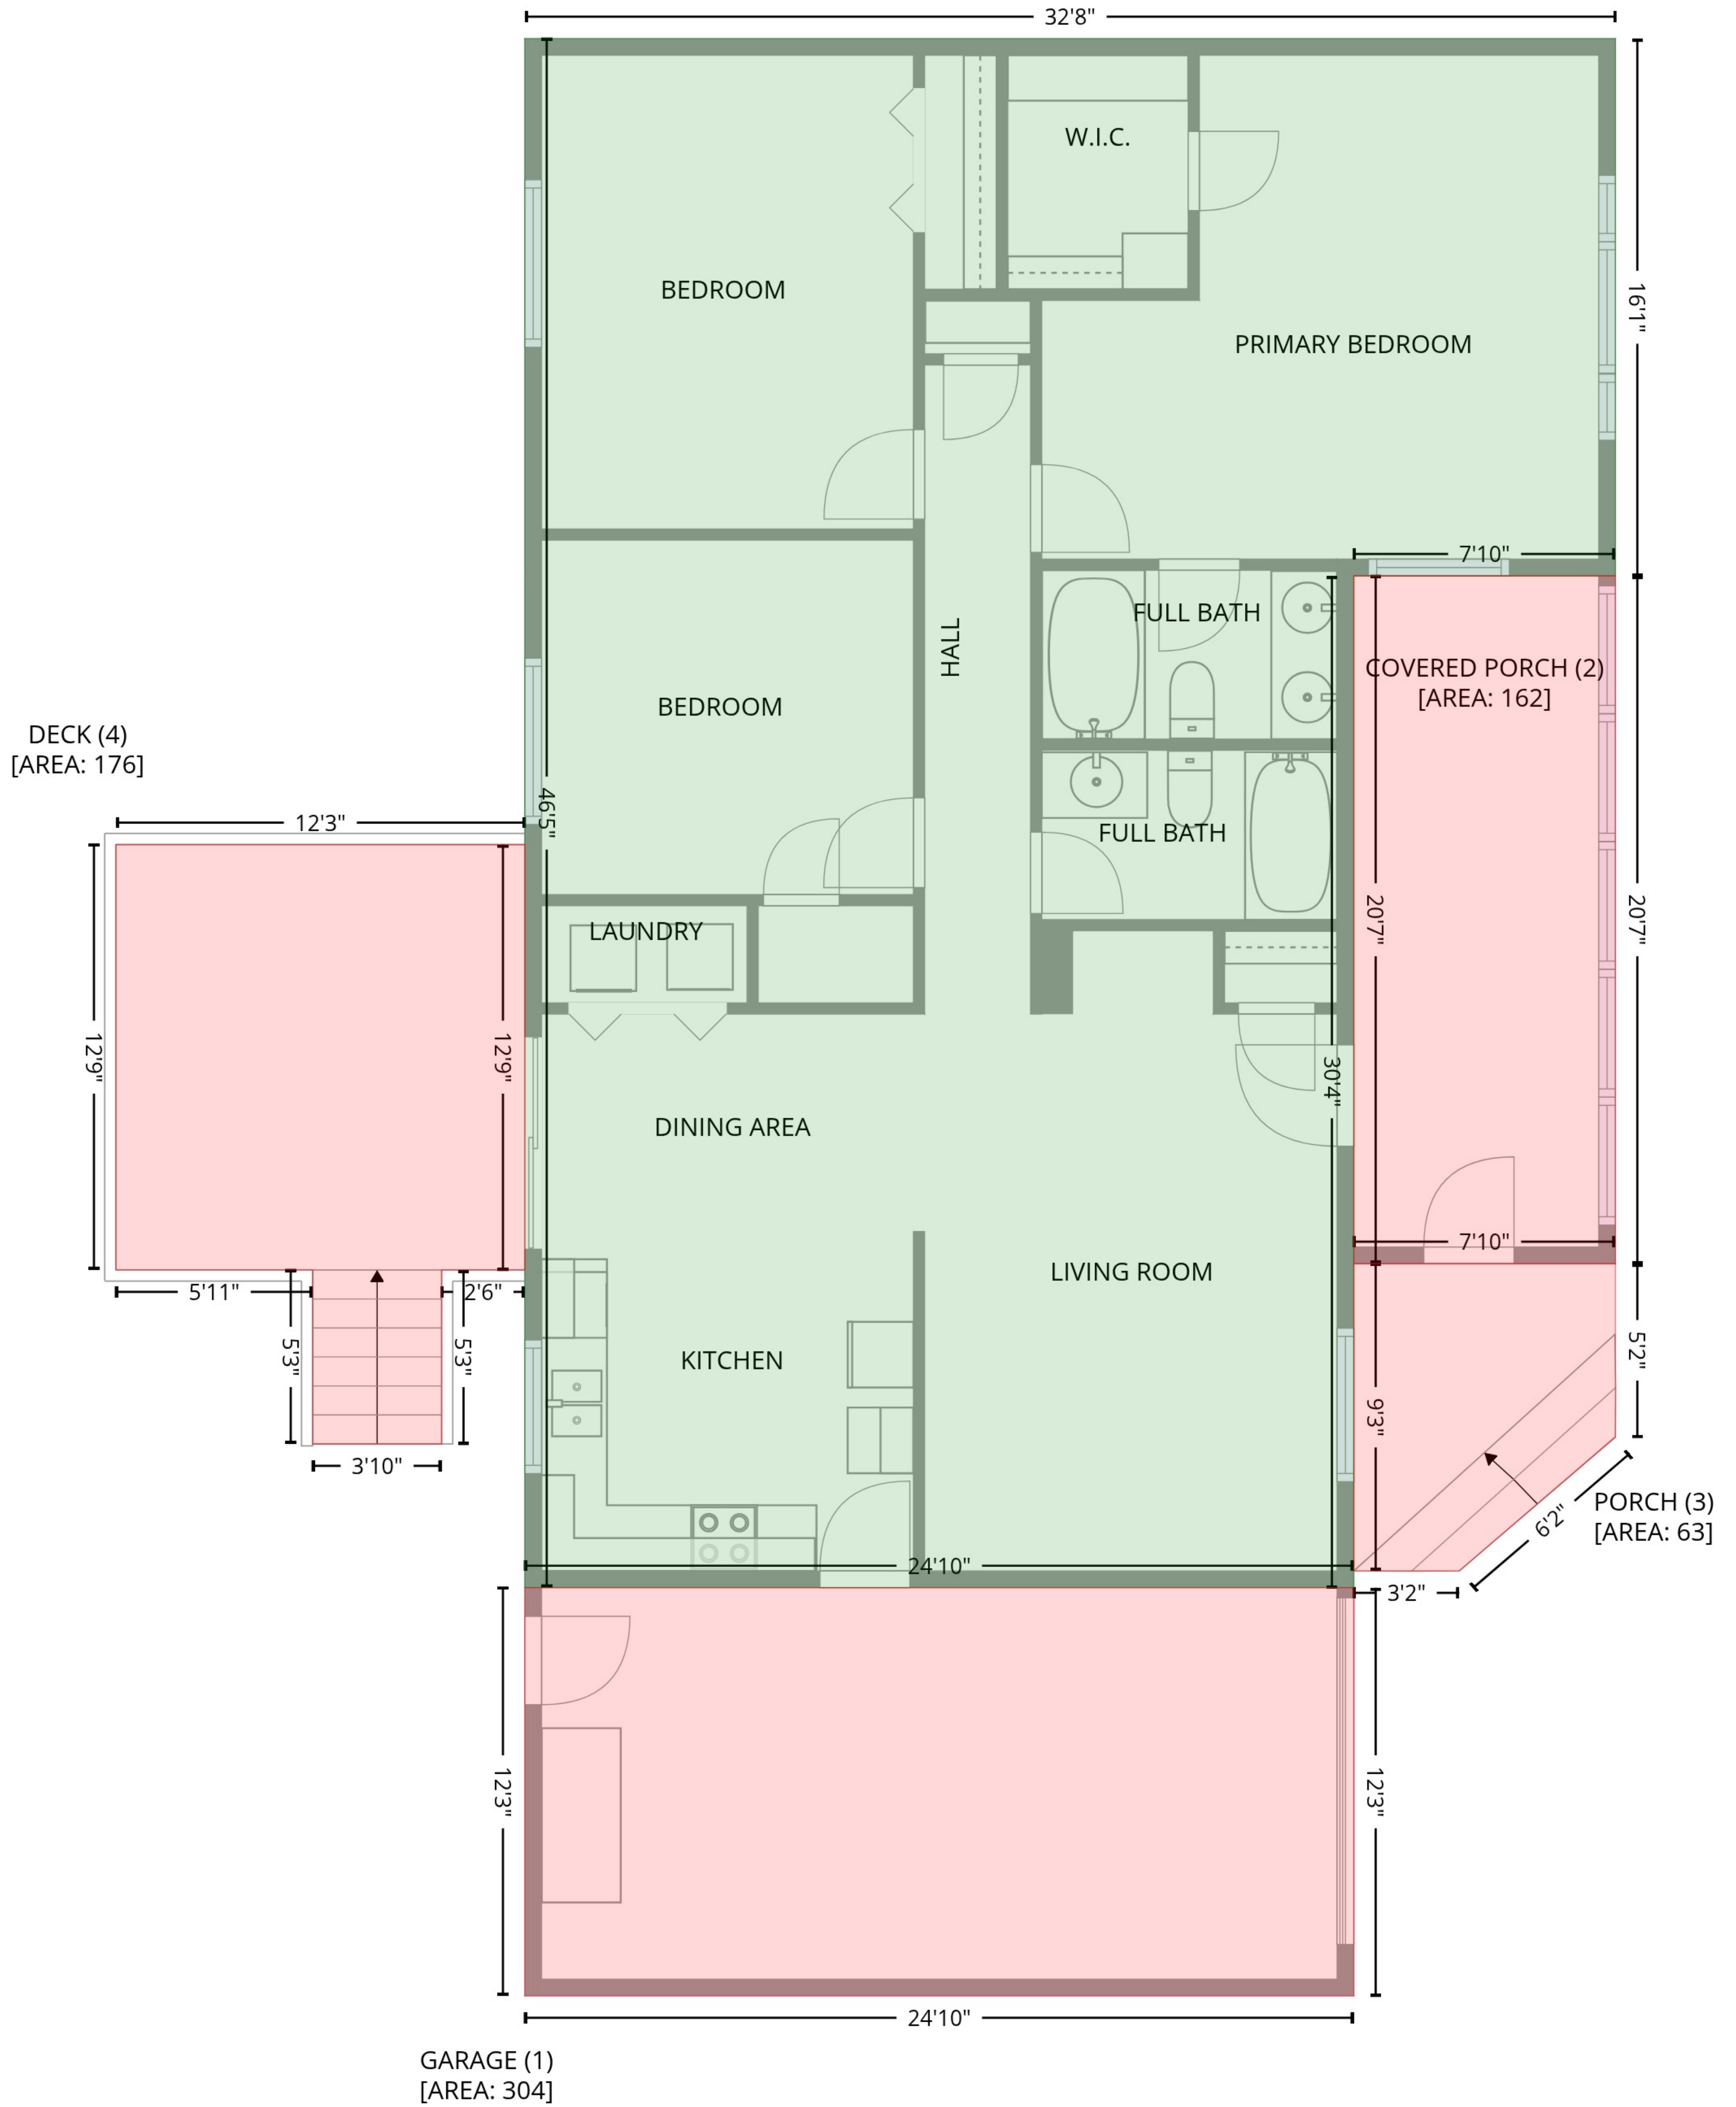 32'8"
W.I.C.
BEDROOM
16'1"
PRIMARY BEDROOM
7'10"
FULL BATH
HALL
COVERED PORCH (2)
[AREA: 162]
BEDROOM
DECK (4)
[AREA: 176]
46'5"
12'3"
FULL BATH
LAUNDRY
20'7"
20'7"
12'9"
12'9"
30'4"
DINING AREA
7'10"
LIVING ROOM
5'11"
2'6"
5'3"
5'3"
KITCHEN
5'2"
9'3"
3'10"
PORCH (3)
[AREA: 63]
6'2"
24'10"
3'2"
12'3"
12'3"
24'10"
GARAGE (1)
[AREA: 304]